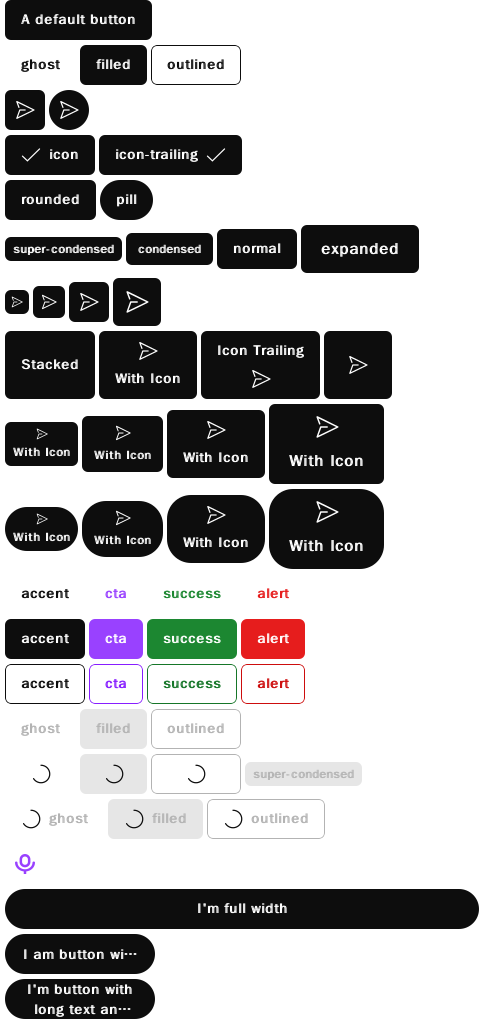 A default button
ghost filled outlined
icon icon-trailing
rounded pill
super-condensed condensed normal expanded
Stacked With Icon Icon Trailing
With Icon With Icon With Icon With Icon
With Icon With Icon With Icon With Icon
accent cta success alert
accent cta success alert
accent cta success alert
ghost filled outlined
super-condensed
ghost filled outlined
I'm full width
I am button wi...
I'm button with
long text an...